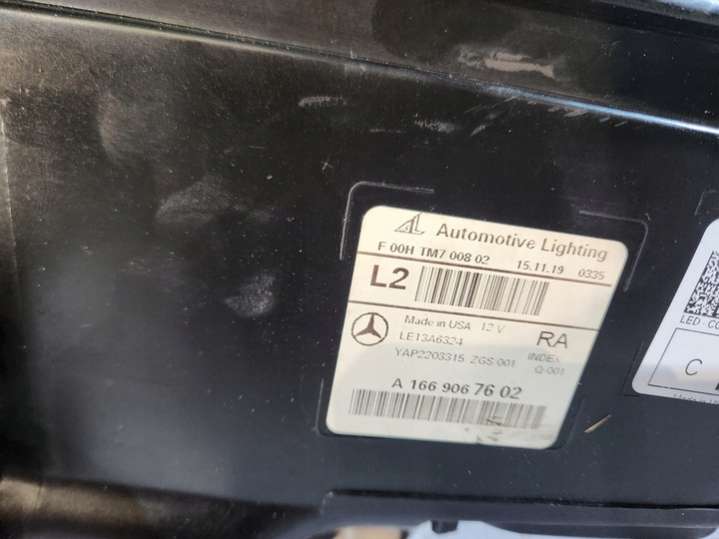 Automotive Lighting
F 00H TM7 008 02 15.11.19 0335
L2
Made in USA 12 V RA
LE13A6324 INDEX
YAP2203315 ZGS 001 Q-001
A 166 906 76 02
LED
C